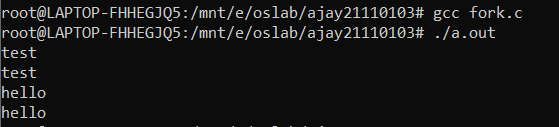 root@LAPTOP-FHHEGJQ5:/mnt/e/oslab/ajay21110103# gcc fork.c
root@LAPTOP-FHHEGJQ5:/mnt/e/oslab/ajay21110103# ./a.out
test
test
hello
hello